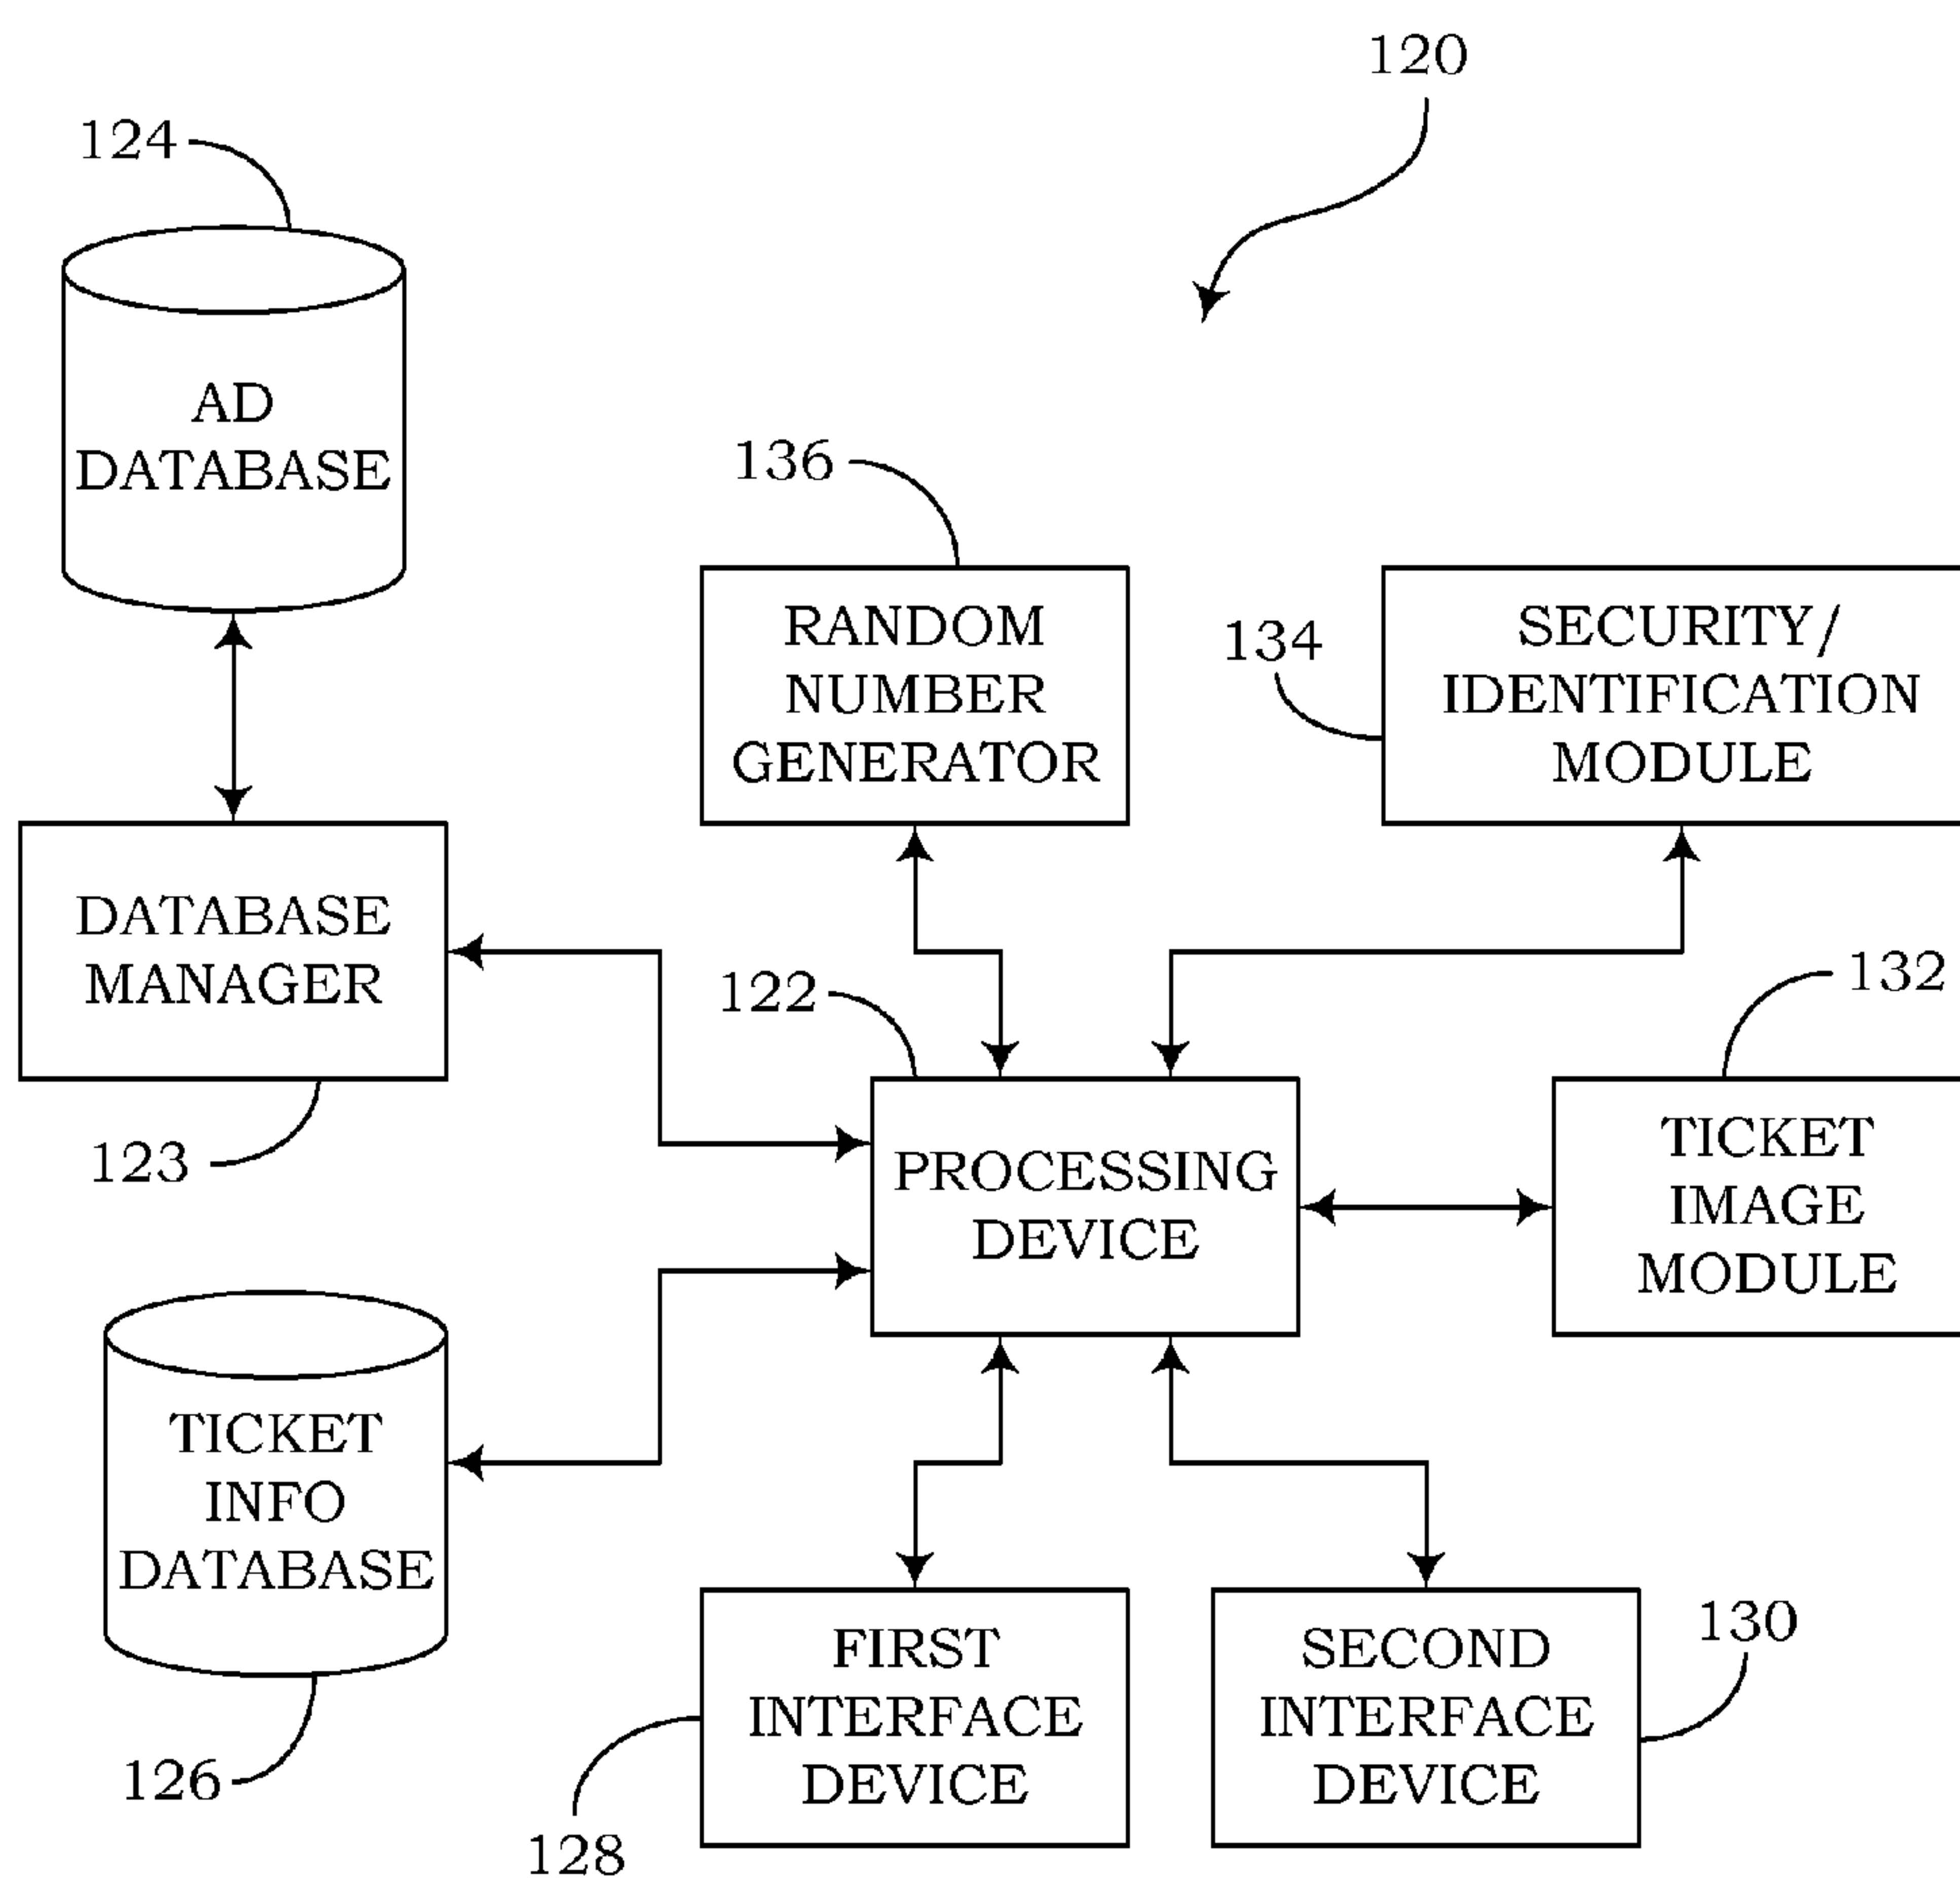 120
124
AD
DATABASE
136
RANDOM
NUMBER
GENERATOR
134
SECURITY/
IDENTIFICATION
MODULE
DATABASE
MANAGER
123
122
PROCESSING
DEVICE
132
TICKET
IMAGE
MODULE
TICKET
INFO
DATABASE
126
FIRST
INTERFACE
DEVICE
128
SECOND
INTERFACE
DEVICE
130